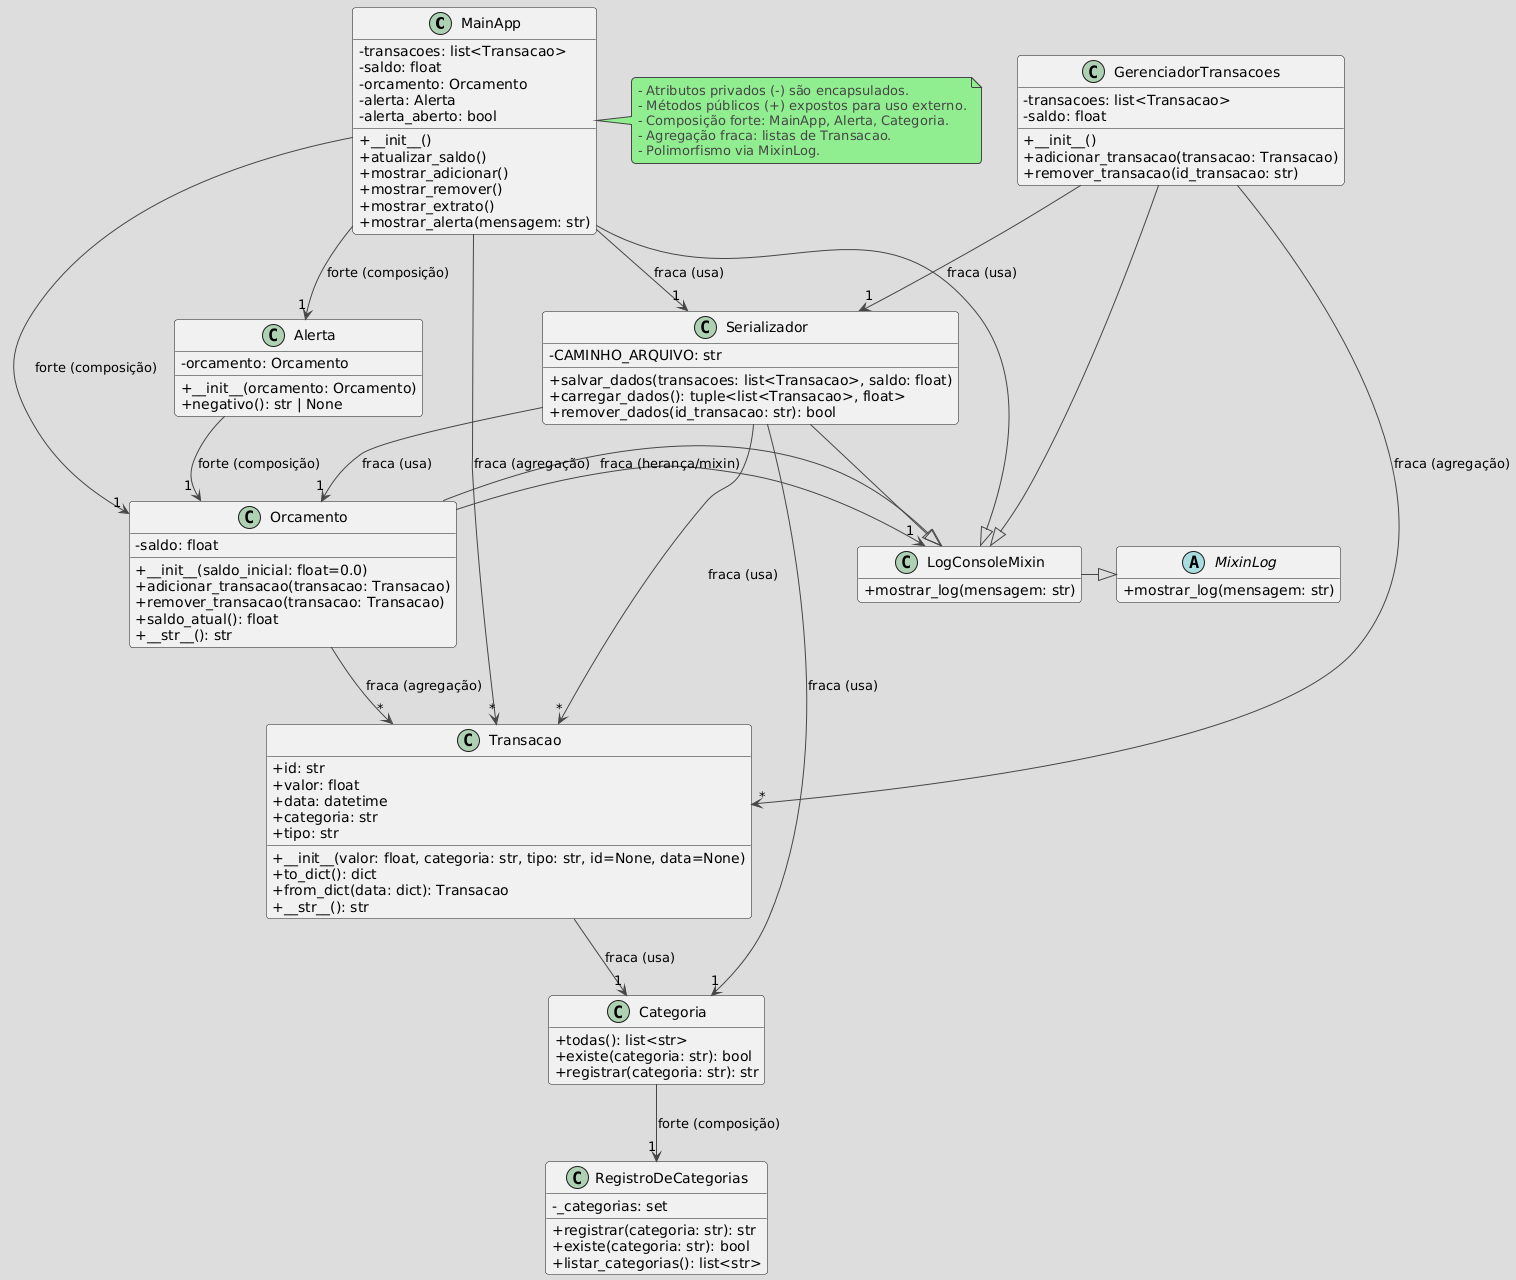 C MainApp
-transacoes: list<Transacao>
-saldo: float
-orcamento: Orcamento
-alerta: Alerta
-alerta_aberto: bool
+__init__()
+atualizar_saldo()
+mostrar_adicionar()
+mostrar_remover()
+mostrar_extrato()
+mostrar_alerta(mensagem: str)
- Atributos privados (-) são encapsulados.
- Métodos públicos (+) expostos para uso externo.
- Composição forte: MainApp, Alerta, Categoria.
- Agregação fraca: listas de Transacao.
- Polimorfismo via MixinLog.
C GerenciadorTransacoes
-transacoes: list<Transacao>
-saldo: float
+__init__()
+adicionar_transacao(transacao: Transacao)
+remover_transacao(id_transacao: str)
forte (composição)
1
fraca (usa)
1
fraca (usa)
1
forte (composição)
1
C Alerta
-orcamento: Orcamento
+__init__(orcamento: Orcamento)
+negativo(): str | None
C Serializador
-CAMINHO_ARQUIVO: str
+salvar_dados(transacoes: list<Transacao>, saldo: float)
+carregar_dados(): tuple<list<Transacao>, float>
+remover_dados(id_transacao: str): bool
forte (composição)
1
fraca (usa)
1
fraca (agregação)
*
fraca (herança/mixin)
1
fraca (agregação)
*
C Orcamento
-saldo: float
+__init__(saldo_inicial: float=0.0)
+adicionar_transacao(transacao: Transacao)
+remover_transacao(transacao: Transacao)
+saldo_atual(): float
+__str__(): str
C LogConsoleMixin
+mostrar_log(mensagem: str)
A MixinLog
+mostrar_log(mensagem: str)
fraca (usa)
*
fraca (agregação)
*
fraca (usa)
1
C Transacao
+id: str
+valor: float
+data: datetime
+categoria: str
+tipo: str
+__init__(valor: float, categoria: str, tipo: str, id=None, data=None)
+to_dict(): dict
+from_dict(data: dict): Transacao
+__str__(): str
fraca (usa)
1
C Categoria
+todas(): list<str>
+existe(categoria: str): bool
+registrar(categoria: str): str
forte (composição)
1
C RegistroDeCategorias
-_categorias: set
+registrar(categoria: str): str
+existe(categoria: str): bool
+listar_categorias(): list<str>